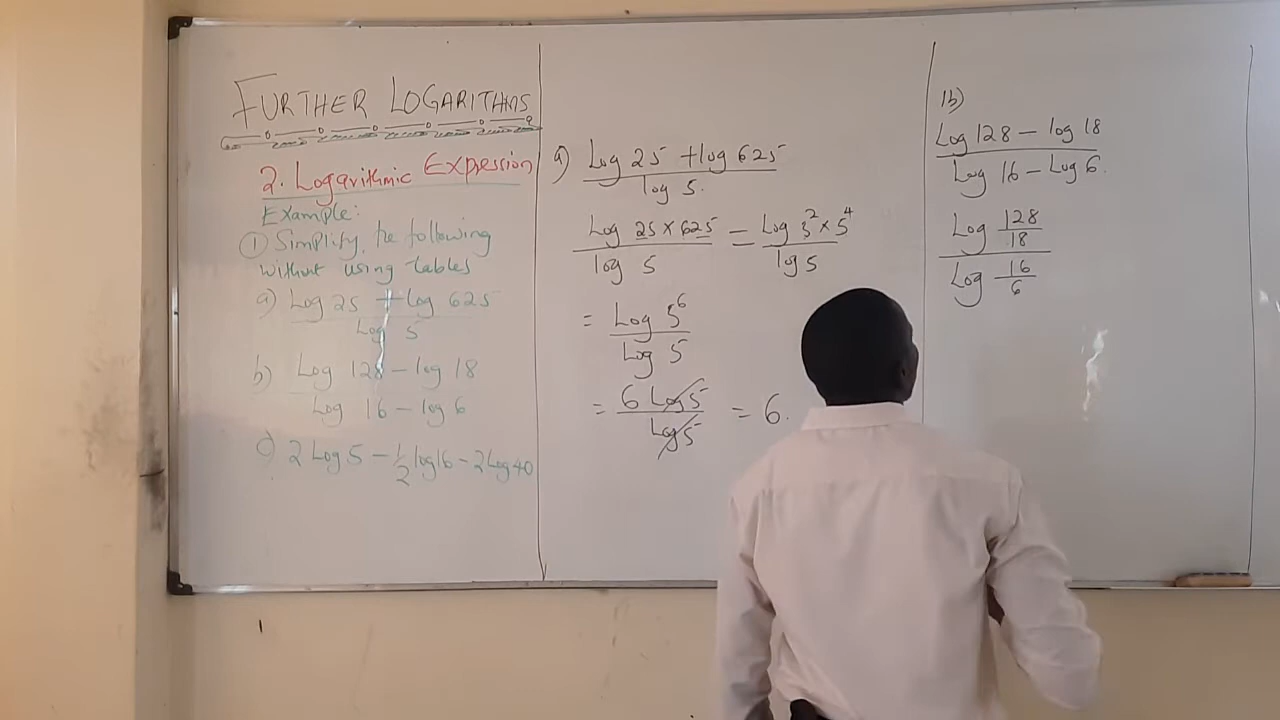 FURTHER LOGARITHMS
2. Logarithmic Expression
Example:
① Simplify the following
without using tables
a) Log 25 + log 625
Log 5
b) Log 128 - log 18
Log 16 - log 6
c) 2 Log 5 - 1/2 log 16 - 2 Log 40
a) Log 25 + log 625
log 5.
Log 25 x 625 = Log 5² x 5⁴
log 5 log 5
= Log 5⁶
Log 5
= 6 Log 5 = 6.
Log 5
1b)
Log 128 - log 18
Log 16 - Log 6.
Log 128/18
Log 16/6